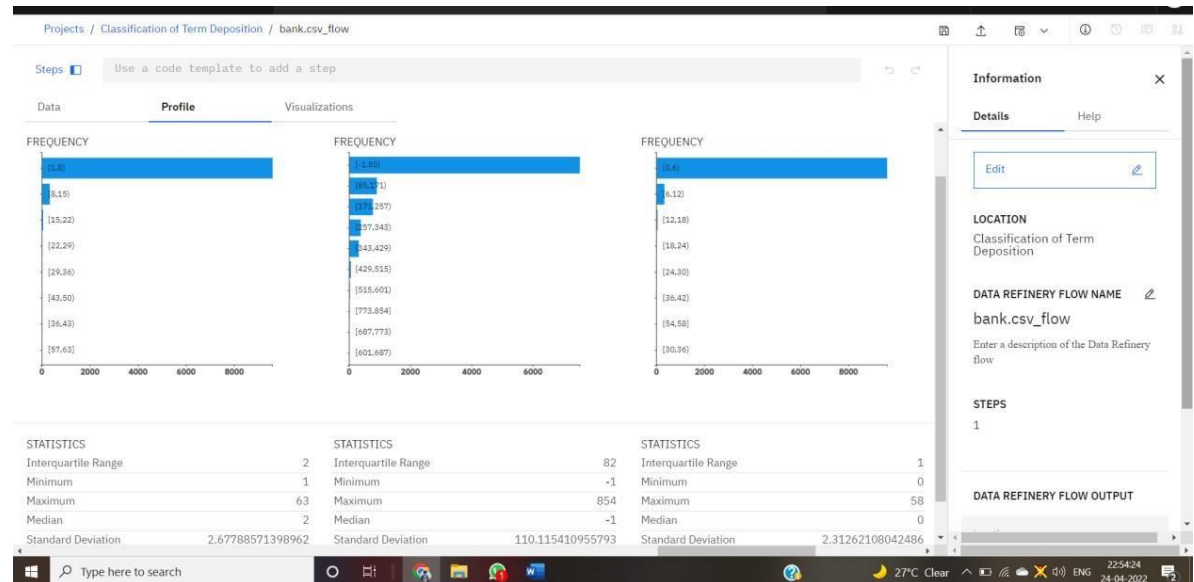 Projects / Classification of Term Deposition / bank.csv_flow
Steps Use a code template to add a step
Data Profile Visualizations
FREQUENCY
[1,8)
[8,15)
[15,22)
[22,29)
[29,36)
[43,50)
[36,43)
[57,63]
0 2000 4000 6000 8000
FREQUENCY
[-1,85)
[85,171)
[171,257)
[257,343)
[343,429)
[429,515)
[515,601)
[773,854]
[687,773)
[601,687)
0 2000 4000 6000
FREQUENCY
[0,6)
[6,12)
[12,18)
[18,24)
[24,30)
[36,42)
[54,58]
[30,36)
0 2000 4000 6000 8000
STATISTICS
Interquartile Range 2
Minimum 1
Maximum 63
Median 2
Standard Deviation 2.67788571398962
STATISTICS
Interquartile Range 82
Minimum -1
Maximum 854
Median -1
Standard Deviation 110.115410955793
STATISTICS
Interquartile Range 1
Minimum 0
Maximum 58
Median 0
Standard Deviation 2.31262108042486
Information
Details Help
Edit
LOCATION
Classification of Term
Deposition
DATA REFINERY FLOW NAME
bank.csv_flow
Enter a description of the Data Refinery
flow
STEPS
1
DATA REFINERY FLOW OUTPUT
Type here to search
27°C Clear
ENG
22:54:24
24-04-2022
2